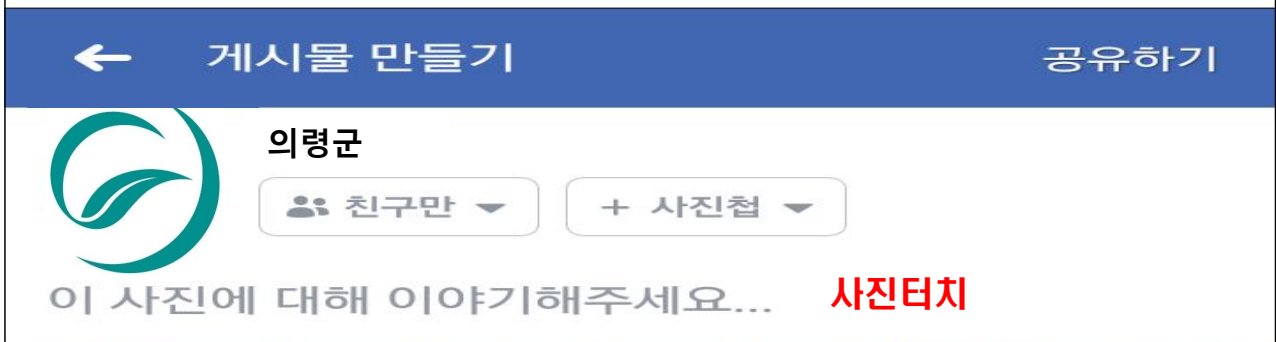 게시물 만들기 공유하기
의령군
친구만 + 사진첩
이 사진에 대해 이야기해주세요... 사진터치